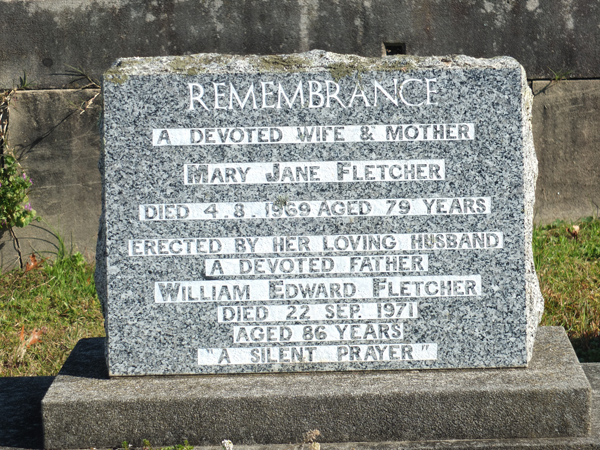 REMEMBRANCE
A DEVOTED WIFE & MOTHER
MARY JANE FLETCHER
DIED 4.8.1969 AGED 79 YEARS
ERECTED BY HER LOVING HUSBAND
A DEVOTED FATHER
WILLIAM EDWARD FLETCHER
DIED 22 SEP. 1971
AGED 86 YEARS
"A SILENT PRAYER"